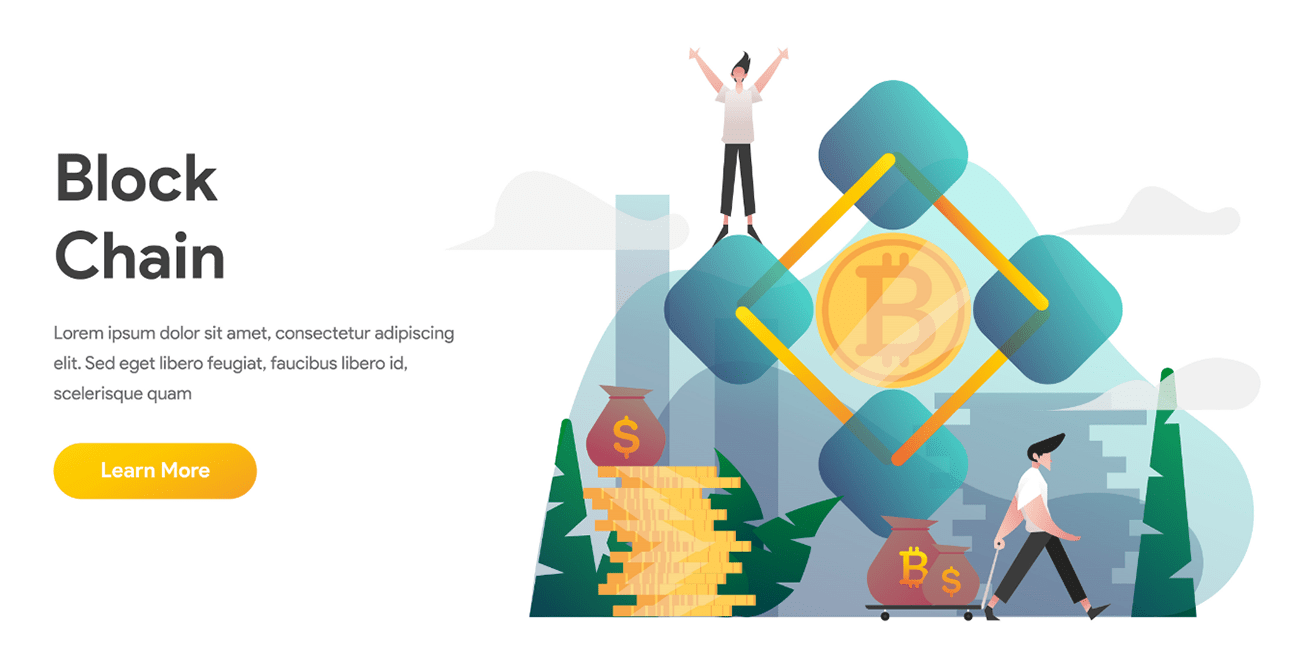 Block
Chain
Lorem ipsum dolor sit amet, consectetur adipiscing
elit. Sed eget libero feugiat, faucibus libero id,
scelerisque quam
Learn More
$
$